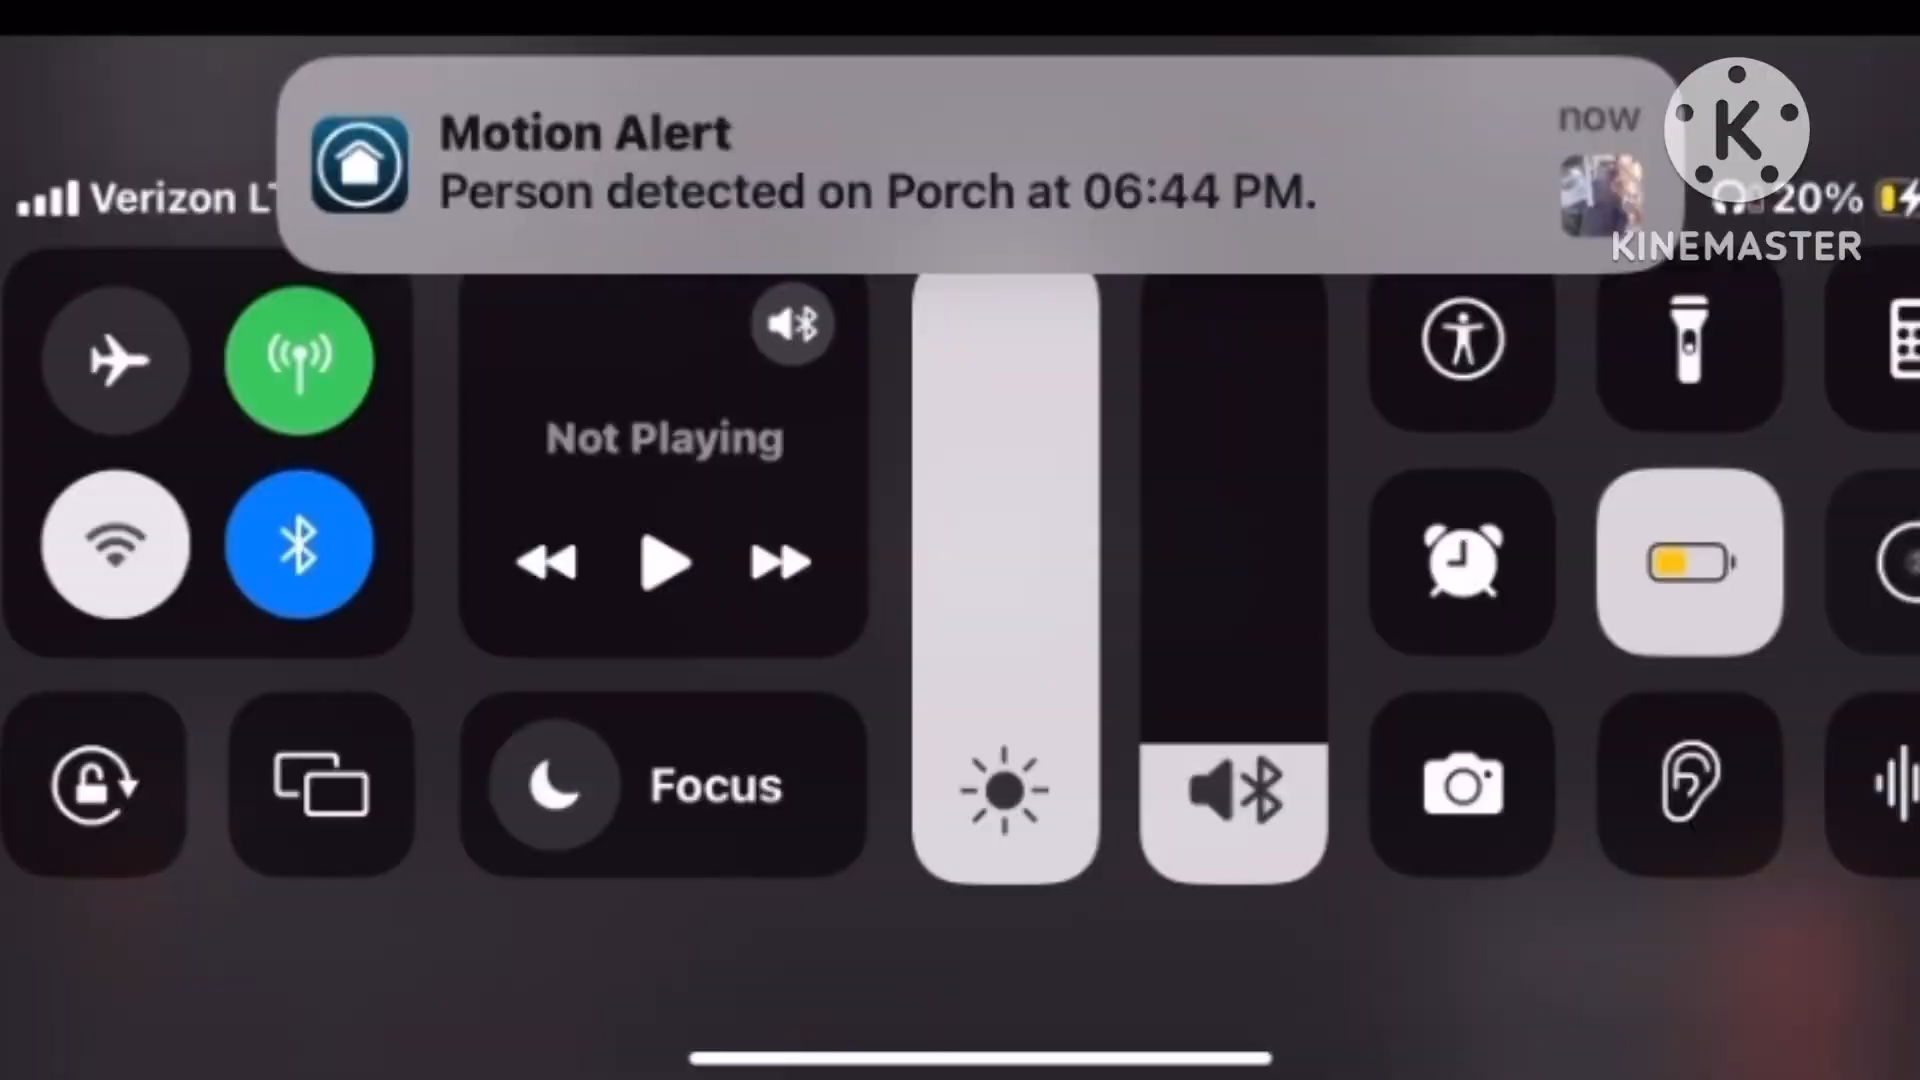 Motion Alert
now
Person detected on Porch at 06:44 PM.
Verizon LT
20%
K
KINEMASTER
Not Playing
Focus